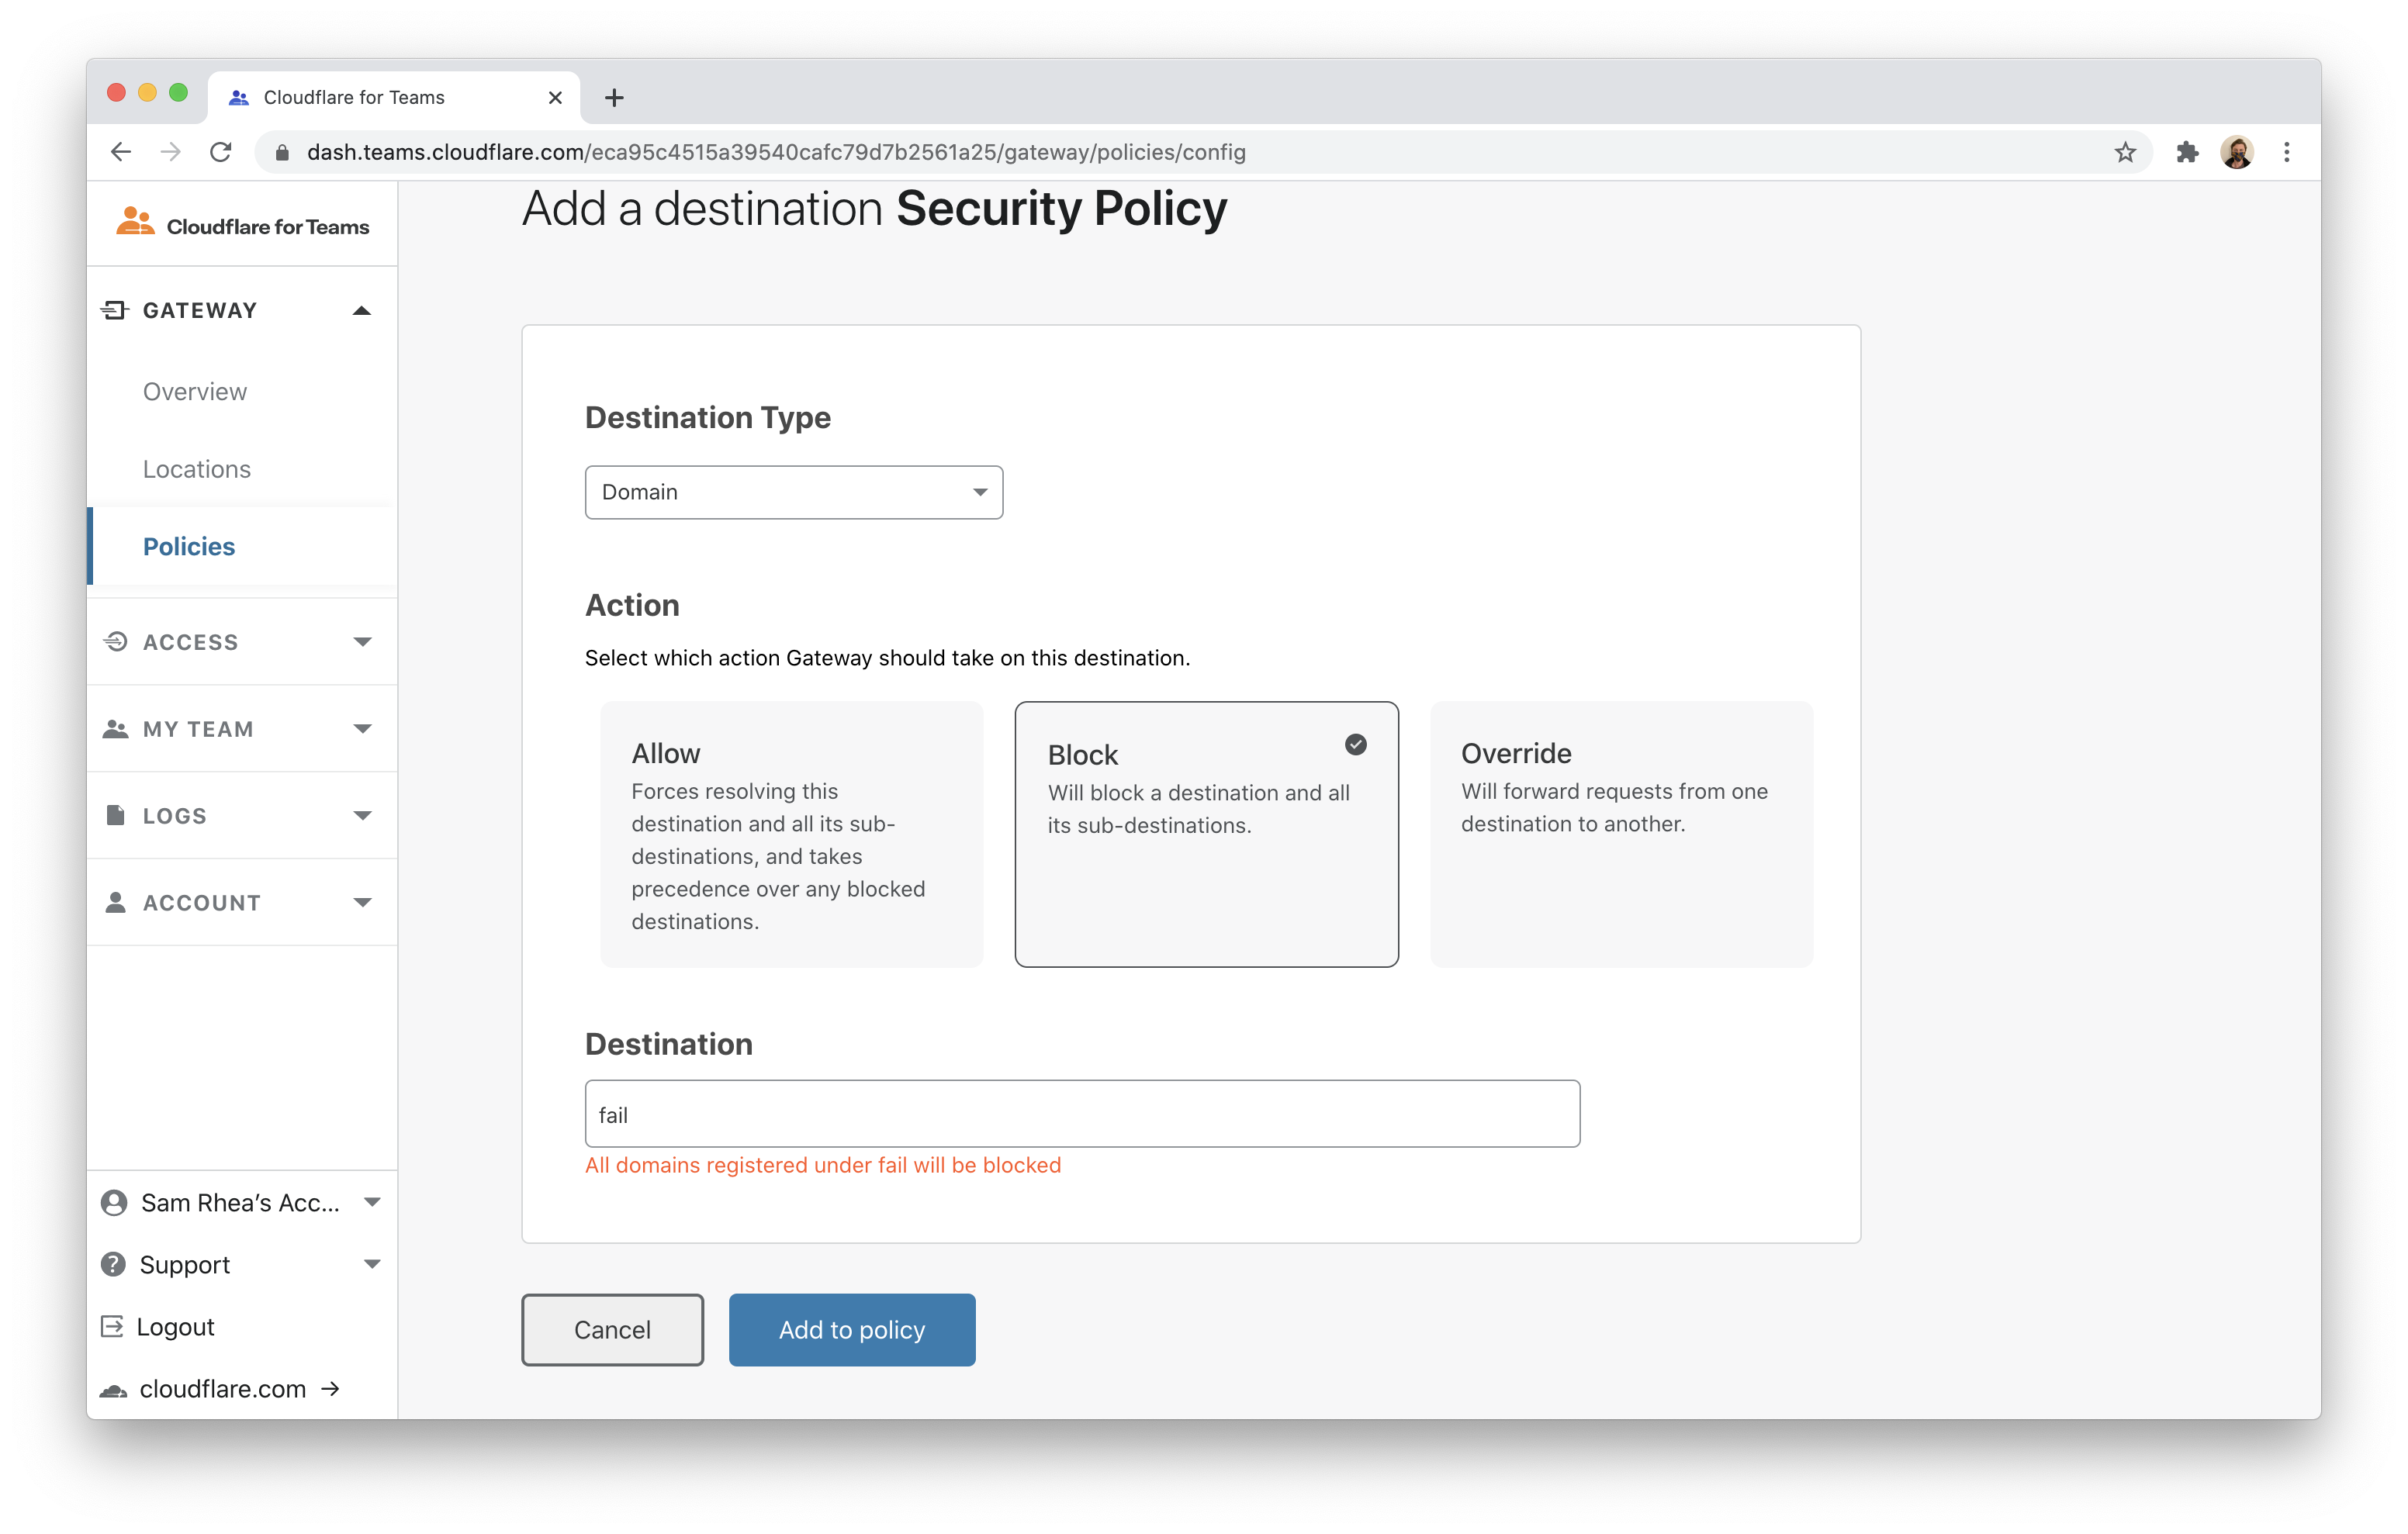 Cloudflare for Teams
dash.teams.cloudflare.com/eca95c4515a39540cafc79d7b2561a25/gateway/policies/config
Cloudflare for Teams
GATEWAY
Overview
Locations
Policies
ACCESS
MY TEAM
LOGS
ACCOUNT
Sam Rhea’s Acc...
Support
Logout
cloudflare.com →
Add a destination Security Policy
Destination Type
Domain
Action
Select which action Gateway should take on this destination.
Allow
Forces resolving this
destination and all its sub-
destinations, and takes
precedence over any blocked
destinations.
Block
Will block a destination and all
its sub-destinations.
Override
Will forward requests from one
destination to another.
Destination
fail
All domains registered under fail will be blocked
Cancel
Add to policy